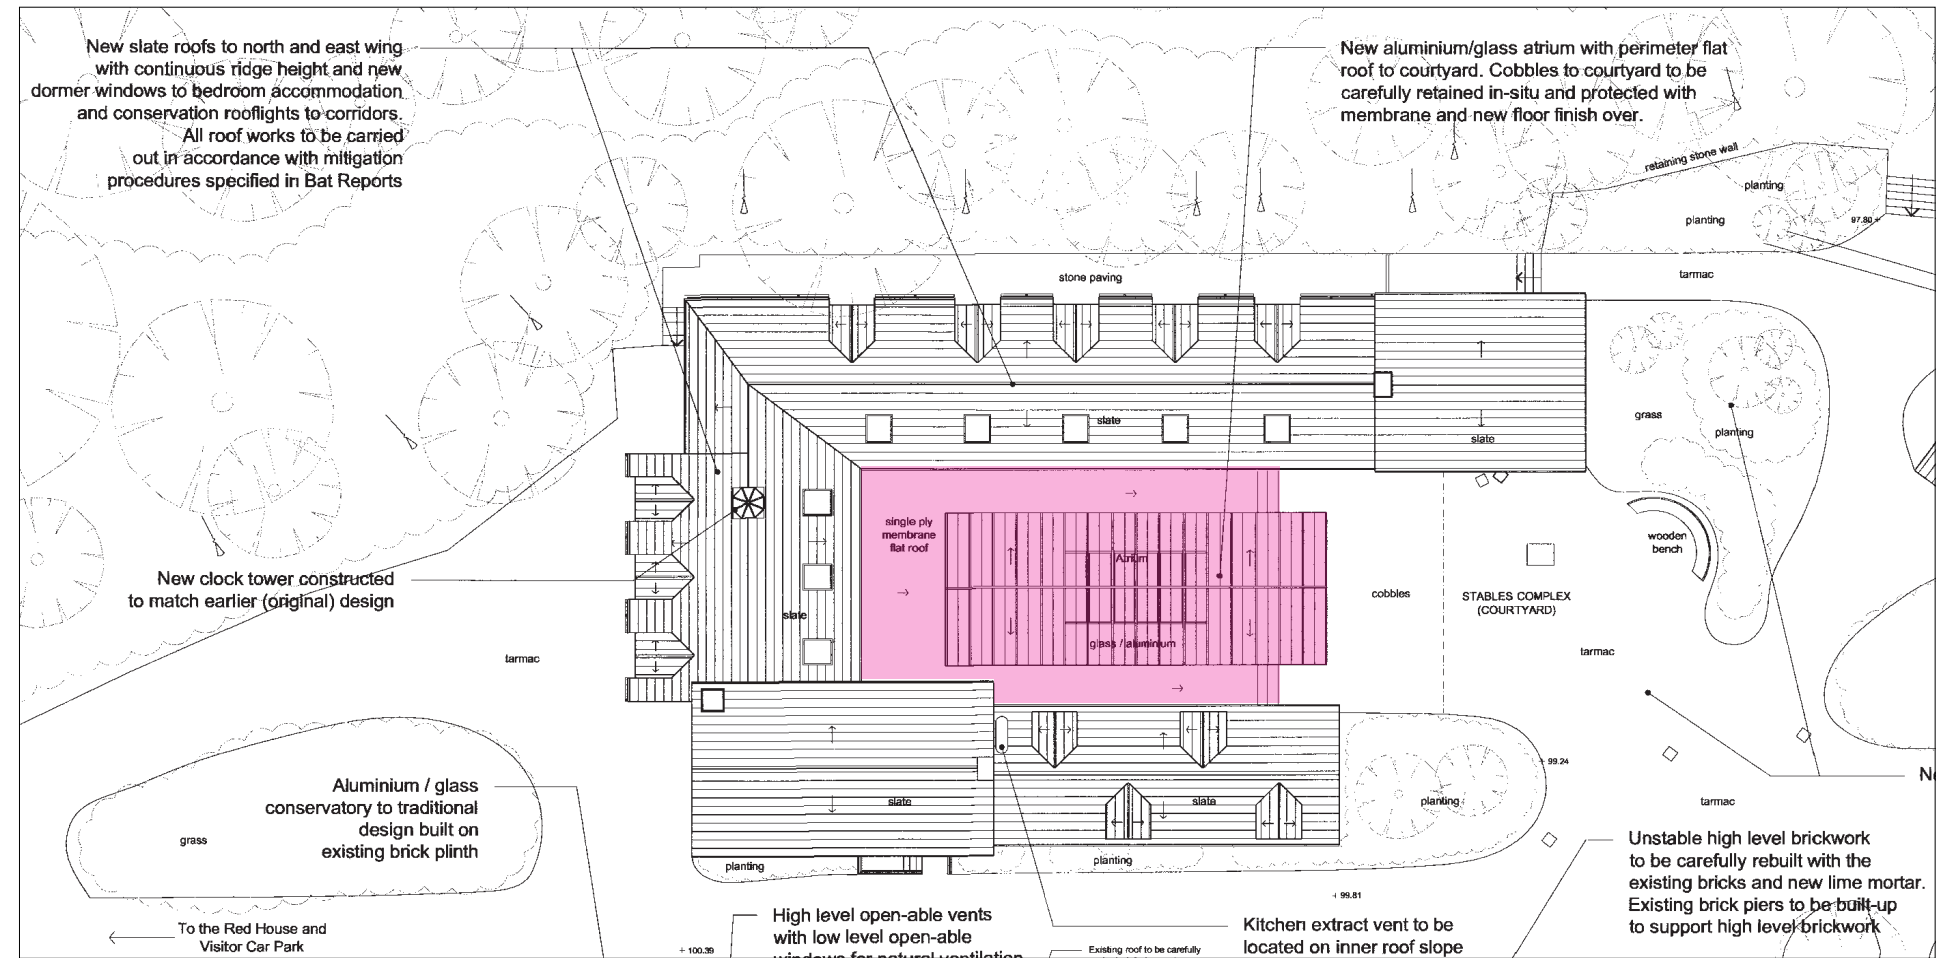 New slate roofs to north and east wing
with continuous ridge height and new
dormer windows to bedroom accommodation
and conservation rooflights to corridors.
All roof works to be carried
out in accordance with mitigation
procedures specified in Bat Reports
New aluminium/glass atrium with perimeter flat
roof to courtyard. Cobbles to courtyard to be
carefully retained in-situ and protected with
membrane and new floor finish over.
retaining stone wall
planting
planting
97.80
stone paving
tarmac
slate
slate
grass
planting
single ply
membrane
flat roof
Atrium
glass / aluminium
wooden
bench
cobbles
STABLES COMPLEX
(COURTYARD)
tarmac
New clock tower constructed
to match earlier (original) design
slate
tarmac
Aluminium / glass
conservatory to traditional
design built on
existing brick plinth
grass
slate
slate
planting
99.24
tarmac
planting
planting
Unstable high level brickwork
to be carefully rebuilt with the
existing bricks and new lime mortar.
Existing brick piers to be built-up
to support high level brickwork
99.81
To the Red House and
Visitor Car Park
100.39
High level open-able vents
with low level open-able
windows for natural ventilation
Existing roof to be carefully
Kitchen extract vent to be
located on inner roof slope